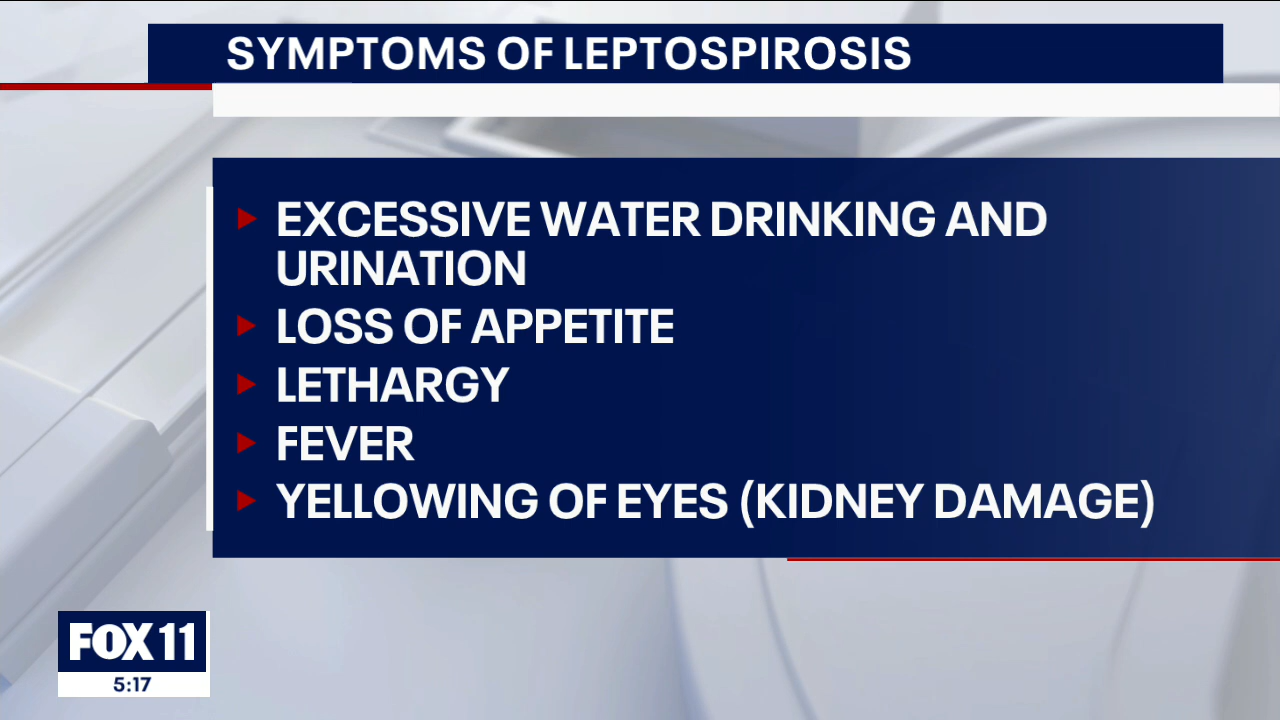 SYMPTOMS OF LEPTOSPIROSIS
EXCESSIVE WATER DRINKING AND
URINATION
LOSS OF APPETITE
LETHARGY
FEVER
YELLOWING OF EYES (KIDNEY DAMAGE)
FOX 11
5:17